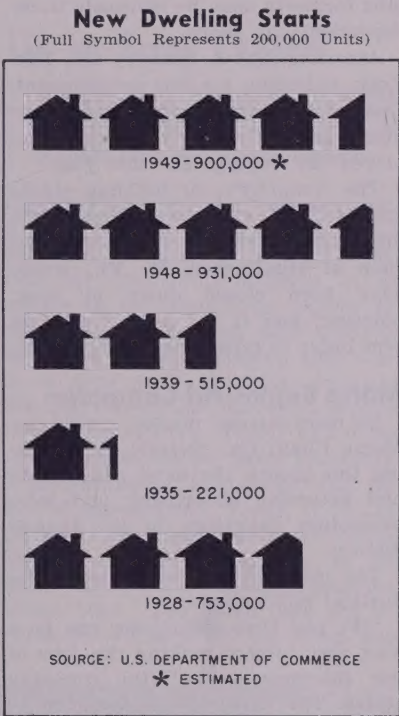 New Dwelling Starts
(Full Symbol Represents 200,000 Units)
1949-900,000 *
1948-931,000
1939-515,000
1935-221,000
1928-753,000
SOURCE: U.S. DEPARTMENT OF COMMERCE
* ESTIMATED